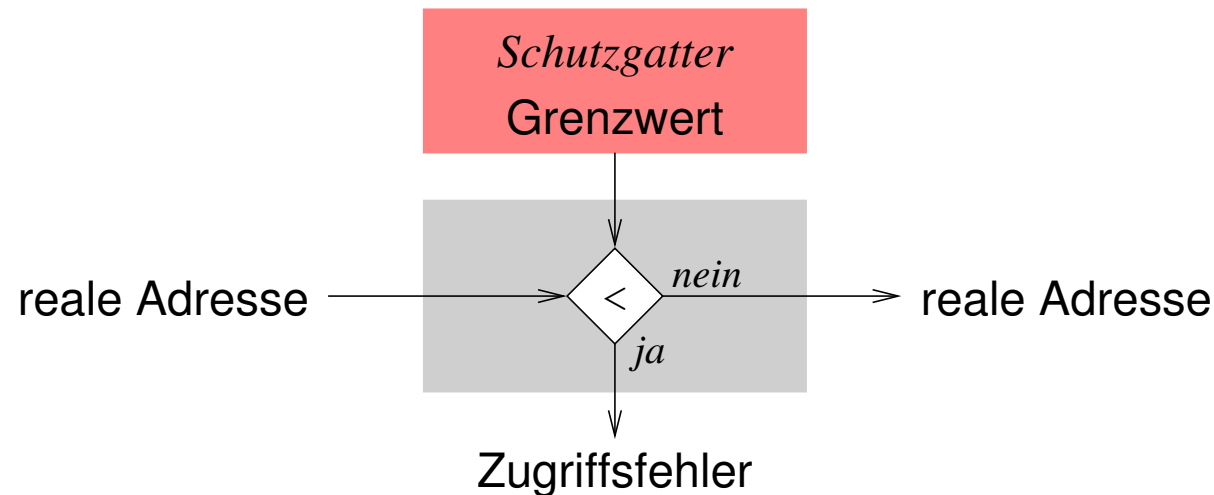 Schutzgatter
Grenzwert
reale Adresse
<
nein
reale Adresse
ja
Zugriffsfehler